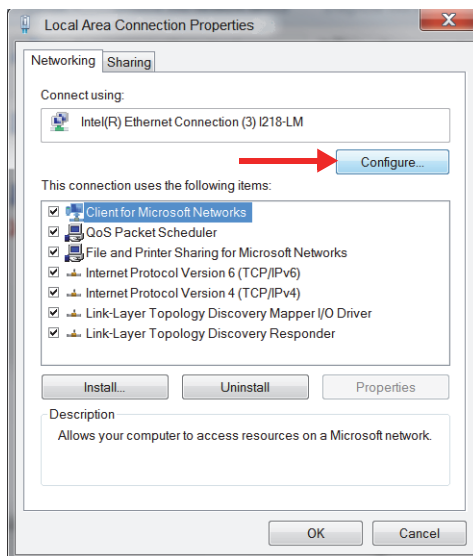 Local Area Connection Properties
X
Networking
Sharing
Connect using:
Intel(R) Ethernet Connection (3) I218-LM
Configure...
This connection uses the following items:
Client for Microsoft Networks
QoS Packet Scheduler
File and Printer Sharing for Microsoft Networks
Internet Protocol Version 6 (TCP/IPv6)
Internet Protocol Version 4 (TCP/IPv4)
Link-Layer Topology Discovery Mapper I/O Driver
Link-Layer Topology Discovery Responder
Install...
Uninstall
Properties
Description
Allows your computer to access resources on a Microsoft network.
OK
Cancel